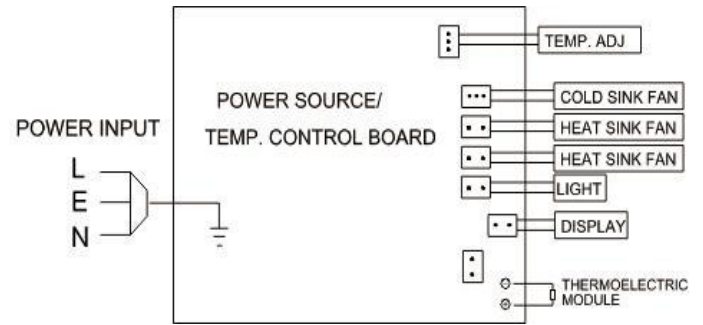 TEMP. ADJ
POWER SOURCE/
TEMP. CONTROL BOARD
COLD SINK FAN
HEAT SINK FAN
HEAT SINK FAN
LIGHT
DISPLAY
THERMOELECTRIC
MODULE
POWER INPUT
L
E
N